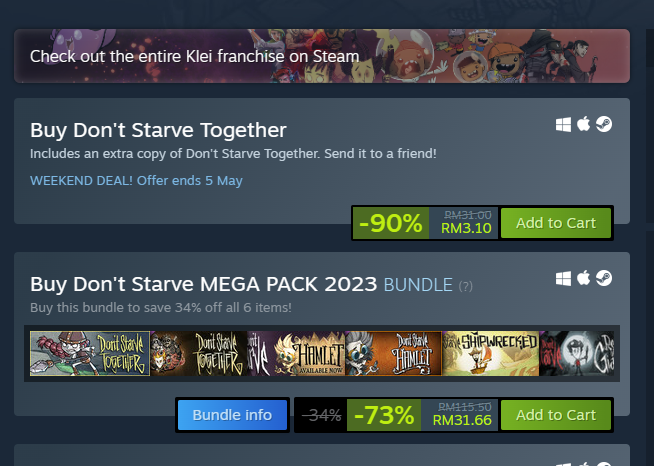 Check out the entire Klei franchise on Steam
Buy Don't Starve Together
Includes an extra copy of Don't Starve Together. Send it to a friend!
WEEKEND DEAL! Offer ends 5 May
-90% RM31.00 RM3.10 Add to Cart
Buy Don't Starve MEGA PACK 2023 BUNDLE (?)
Buy this bundle to save 34% off all 6 items!
Don't Starve TOGETHER
Don't Starve TOGETHER
HAMLET AVAILABLE NOW
Don't Starve HAMLET
SHIPWRECKED
Bundle info -34% -73% RM115.50 RM31.66 Add to Cart